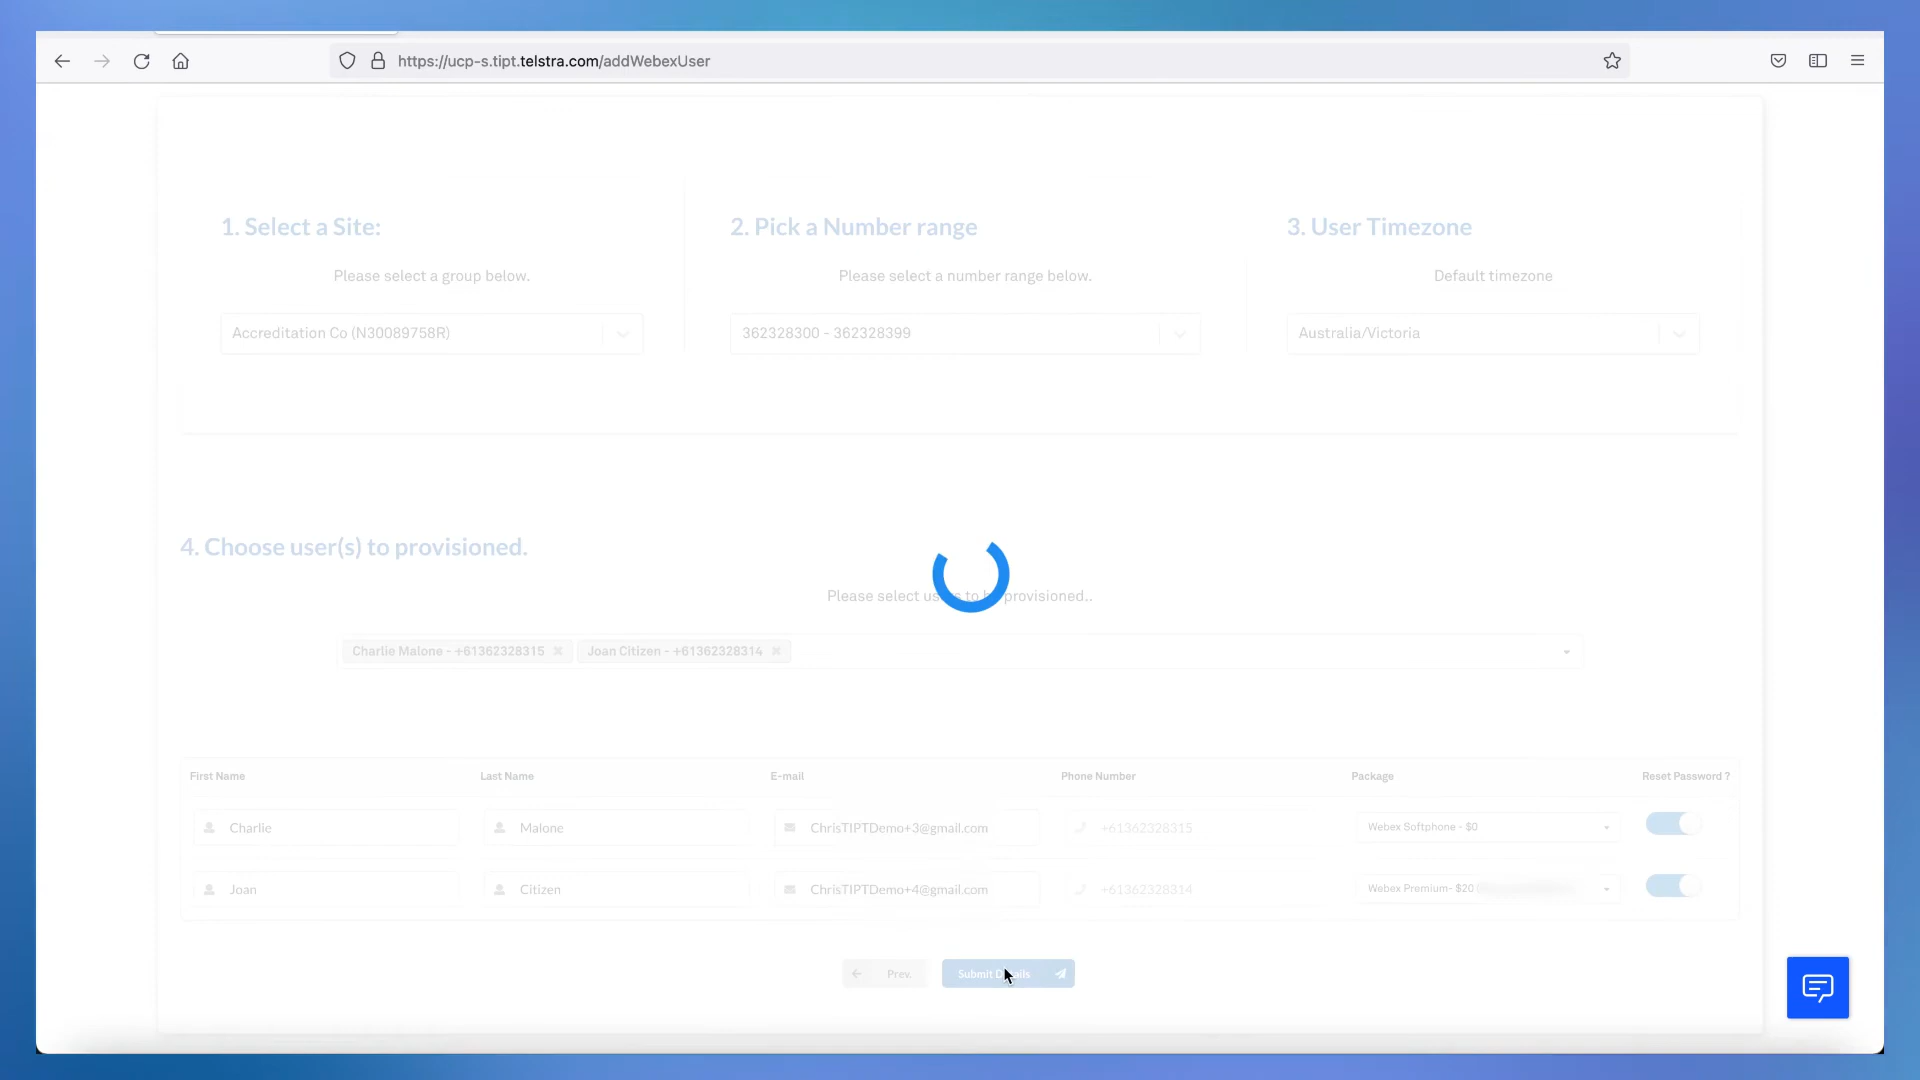 https://ucp-s.tipt.telstra.com/addWebexUser
1. Select a Site:
2. Pick a Number range
3. User Timezone
Please select a group below.
Please select a number range below.
Default timezone
Accreditation Co (N30089758R)
362328300 - 362328399
Australia/Victoria
4. Choose user(s) to provisioned.
Please select users to be provisioned..
Charlie Malone - +61362328315
Joan Citizen - +61362328314
First Name
Last Name
E-mail
Phone Number
Package
Reset Password ?
Charlie
Malone
ChrisTIPTDemo+3@gmail.com
+61362328315
Webex Softphone - $0
Joan
Citizen
ChrisTIPTDemo+4@gmail.com
+61362328314
Webex Premium- $20
Prev.
Submit Details